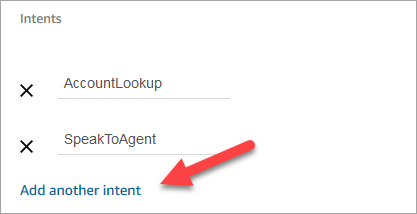 Intents
AccountLookup
SpeakToAgent
Add another intent